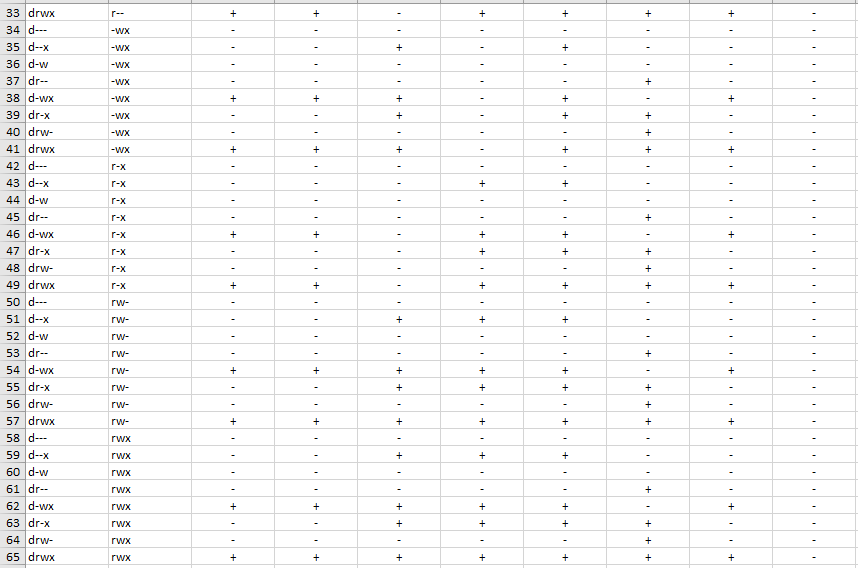 33 drwx r-- + + - + + + + -
34 d--- -wx - - - - - - - -
35 d--x -wx - - + - + - - -
36 d-w -wx - - - - - - - -
37 dr-- -wx - - - - - + - -
38 d-wx -wx + + + - + - + -
39 dr-x -wx - - + - + + - -
40 drw- -wx - - - - - + - -
41 drwx -wx + + + - + + + -
42 d--- r-x - - - - - - - -
43 d--x r-x - - - + + - - -
44 d-w r-x - - - - - - - -
45 dr-- r-x - - - - - + - -
46 d-wx r-x + + - + + - + -
47 dr-x r-x - - - + + + - -
48 drw- r-x - - - - - + - -
49 drwx r-x + + - + + + + -
50 d--- rw- - - - - - - - -
51 d--x rw- - - + + + - - -
52 d-w rw- - - - - - - - -
53 dr-- rw- - - - - - + - -
54 d-wx rw- + + + + + - + -
55 dr-x rw- - - + + + + - -
56 drw- rw- - - - - - + - -
57 drwx rw- + + + + + + + -
58 d--- rwx - - - - - - - -
59 d--x rwx - - + + + - - -
60 d-w rwx - - - - - - - -
61 dr-- rwx - - - - - + - -
62 d-wx rwx + + + + + - + -
63 dr-x rwx - - + + + + - -
64 drw- rwx - - - - - + - -
65 drwx rwx + + + + + + + -